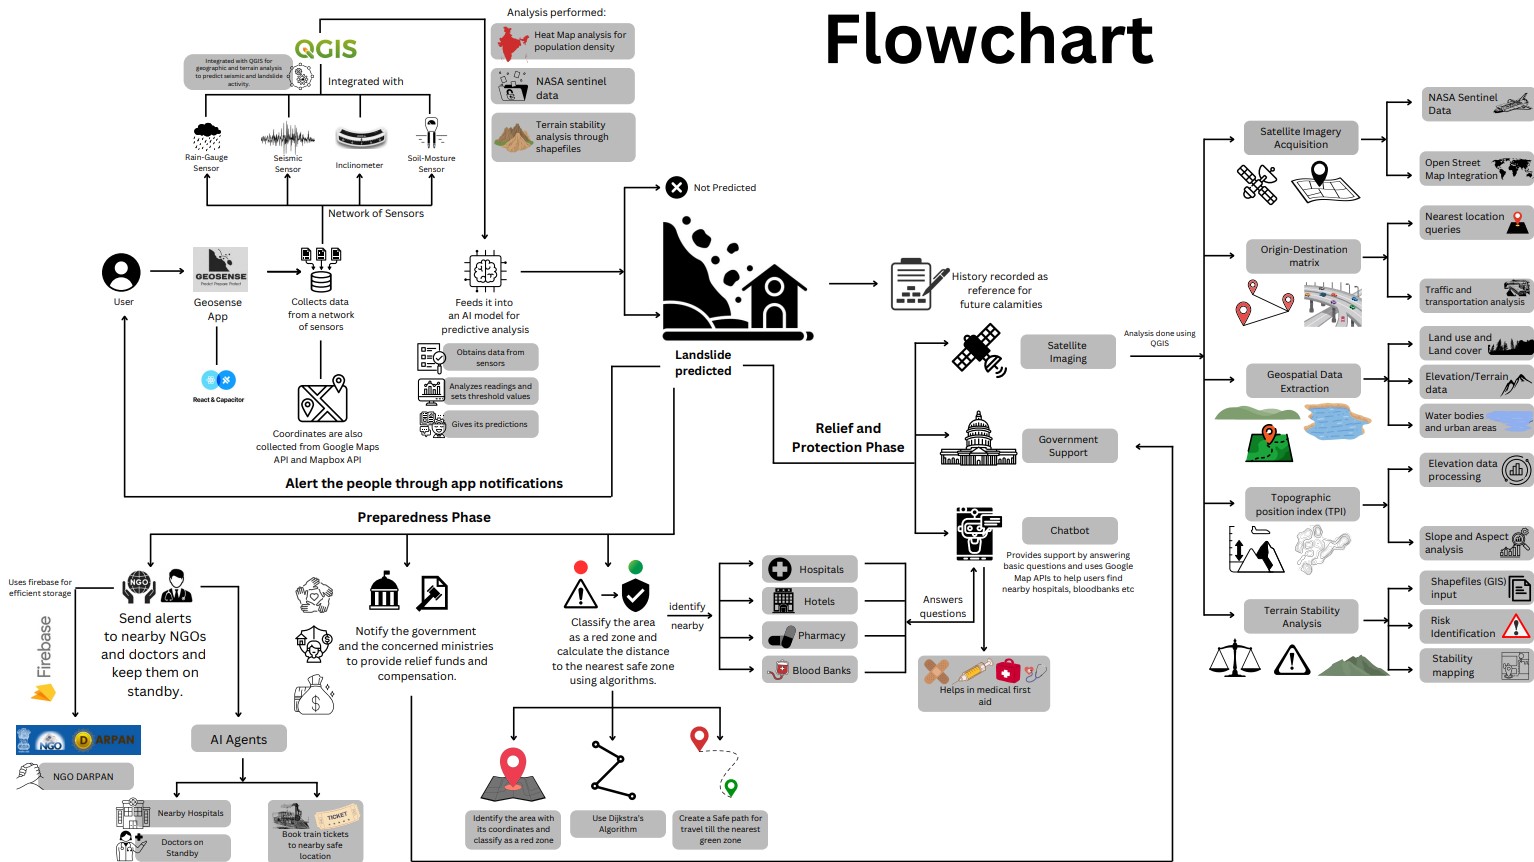 Flowchart
Analysis performed:
Heat Map analysis for
population density
NASA sentinel
data
Terrain stability
analysis through
shapefiles
QGIS
Integrated with QGIS for
geographic and terrain analysis
to predict seismic and landslide
activity.
Integrated with
Rain-Gauge
Sensor
Seismic
Sensor
Inclinometer
Soil-Mosture
Sensor
Network of Sensors
User
GEOSENSE
Geosense
App
React & Capacitor
Collects data
from a network
of sensors
Coordinates are also
collected from Google Maps
API and Mapbox API
Feeds it into
an AI model for
predictive analysis
Obtains data from
sensors
Analyzes readings and
sets threshold values
Gives its predictions
Not Predicted
Landslide
predicted
History recorded as
reference for
future calamities
Alert the people through app notifications
Preparedness Phase
Relief and
Protection Phase
Satellite
Imaging
Government
Support
Chatbot
Provides support by answering
basic questions and uses Google
Map APIs to help users find
nearby hospitals, bloodbanks etc
Analysis done using
QGIS
Satellite Imagery
Acquisition
NASA Sentinel
Data
Open Street
Map Integration
Origin-Destination
matrix
Nearest location
queries
Traffic and
transportation analysis
Geospatial Data
Extraction
Land use and
Land cover
Elevation/Terrain
data
Water bodies
and urban areas
Topographic
position index (TPI)
Elevation data
processing
Slope and Aspect
analysis
Terrain Stability
Analysis
Shapefiles (GIS)
input
Risk
Identification
Stability
mapping
Uses firebase for
efficient storage
Firebase
NGO
Send alerts
to nearby NGOs
and doctors and
keep them on
standby.
NGO DARPAN
NGO DARPAN
AI Agents
Nearby Hospitals
Doctors on
Standby
TICKET
Book train tickets
to nearby safe
location
Notify the government
and the concerned ministries
to provide relief funds and
compensation.
Classify the area
as a red zone and
calculate the distance
to the nearest safe zone
using algorithms.
identify
nearby
Hospitals
Hotels
Pharmacy
Blood Banks
Answers
questions
Helps in medical first
aid
Identify the area with
its coordinates and
classify as a red zone
Use Dijkstra's
Algorithm
Create a Safe path for
travel till the nearest
green zone